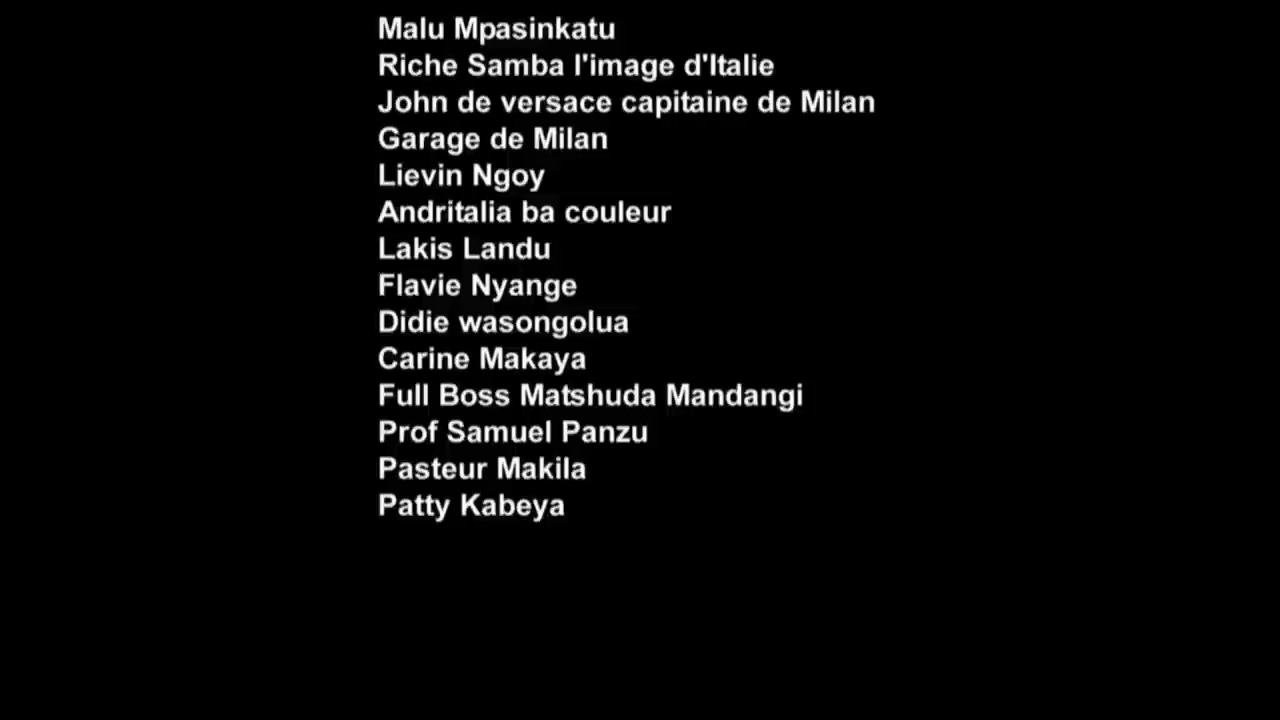 Malu Mpasinkatu
Riche Samba l'image d'Italie
John de versace capitaine de Milan
Garage de Milan
Lievin Ngoy
Andritalia ba couleur
Lakis Landu
Flavie Nyange
Didie wasongolua
Carine Makaya
Full Boss Matshuda Mandangi
Prof Samuel Panzu
Pasteur Makila
Patty Kabeya